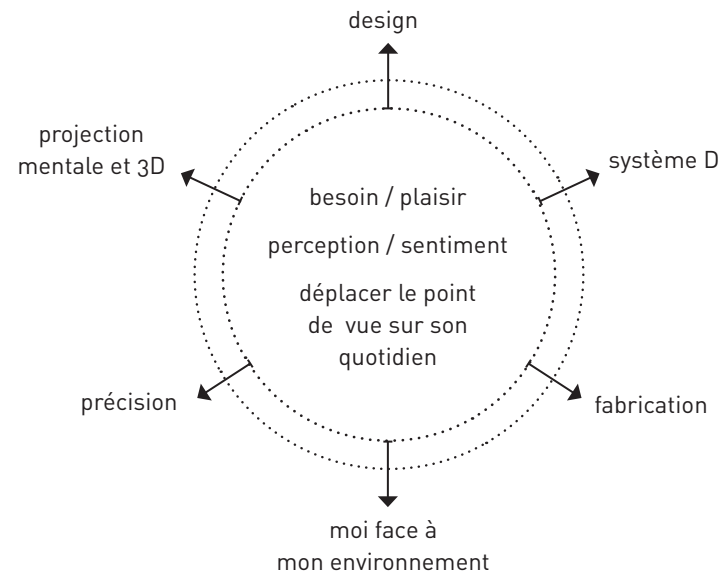 design
projection
mentale et 3D
système D
besoin / plaisir
perception / sentiment
déplacer le point
de vue sur son
quotidien
précision
fabrication
moi face à
mon environnement